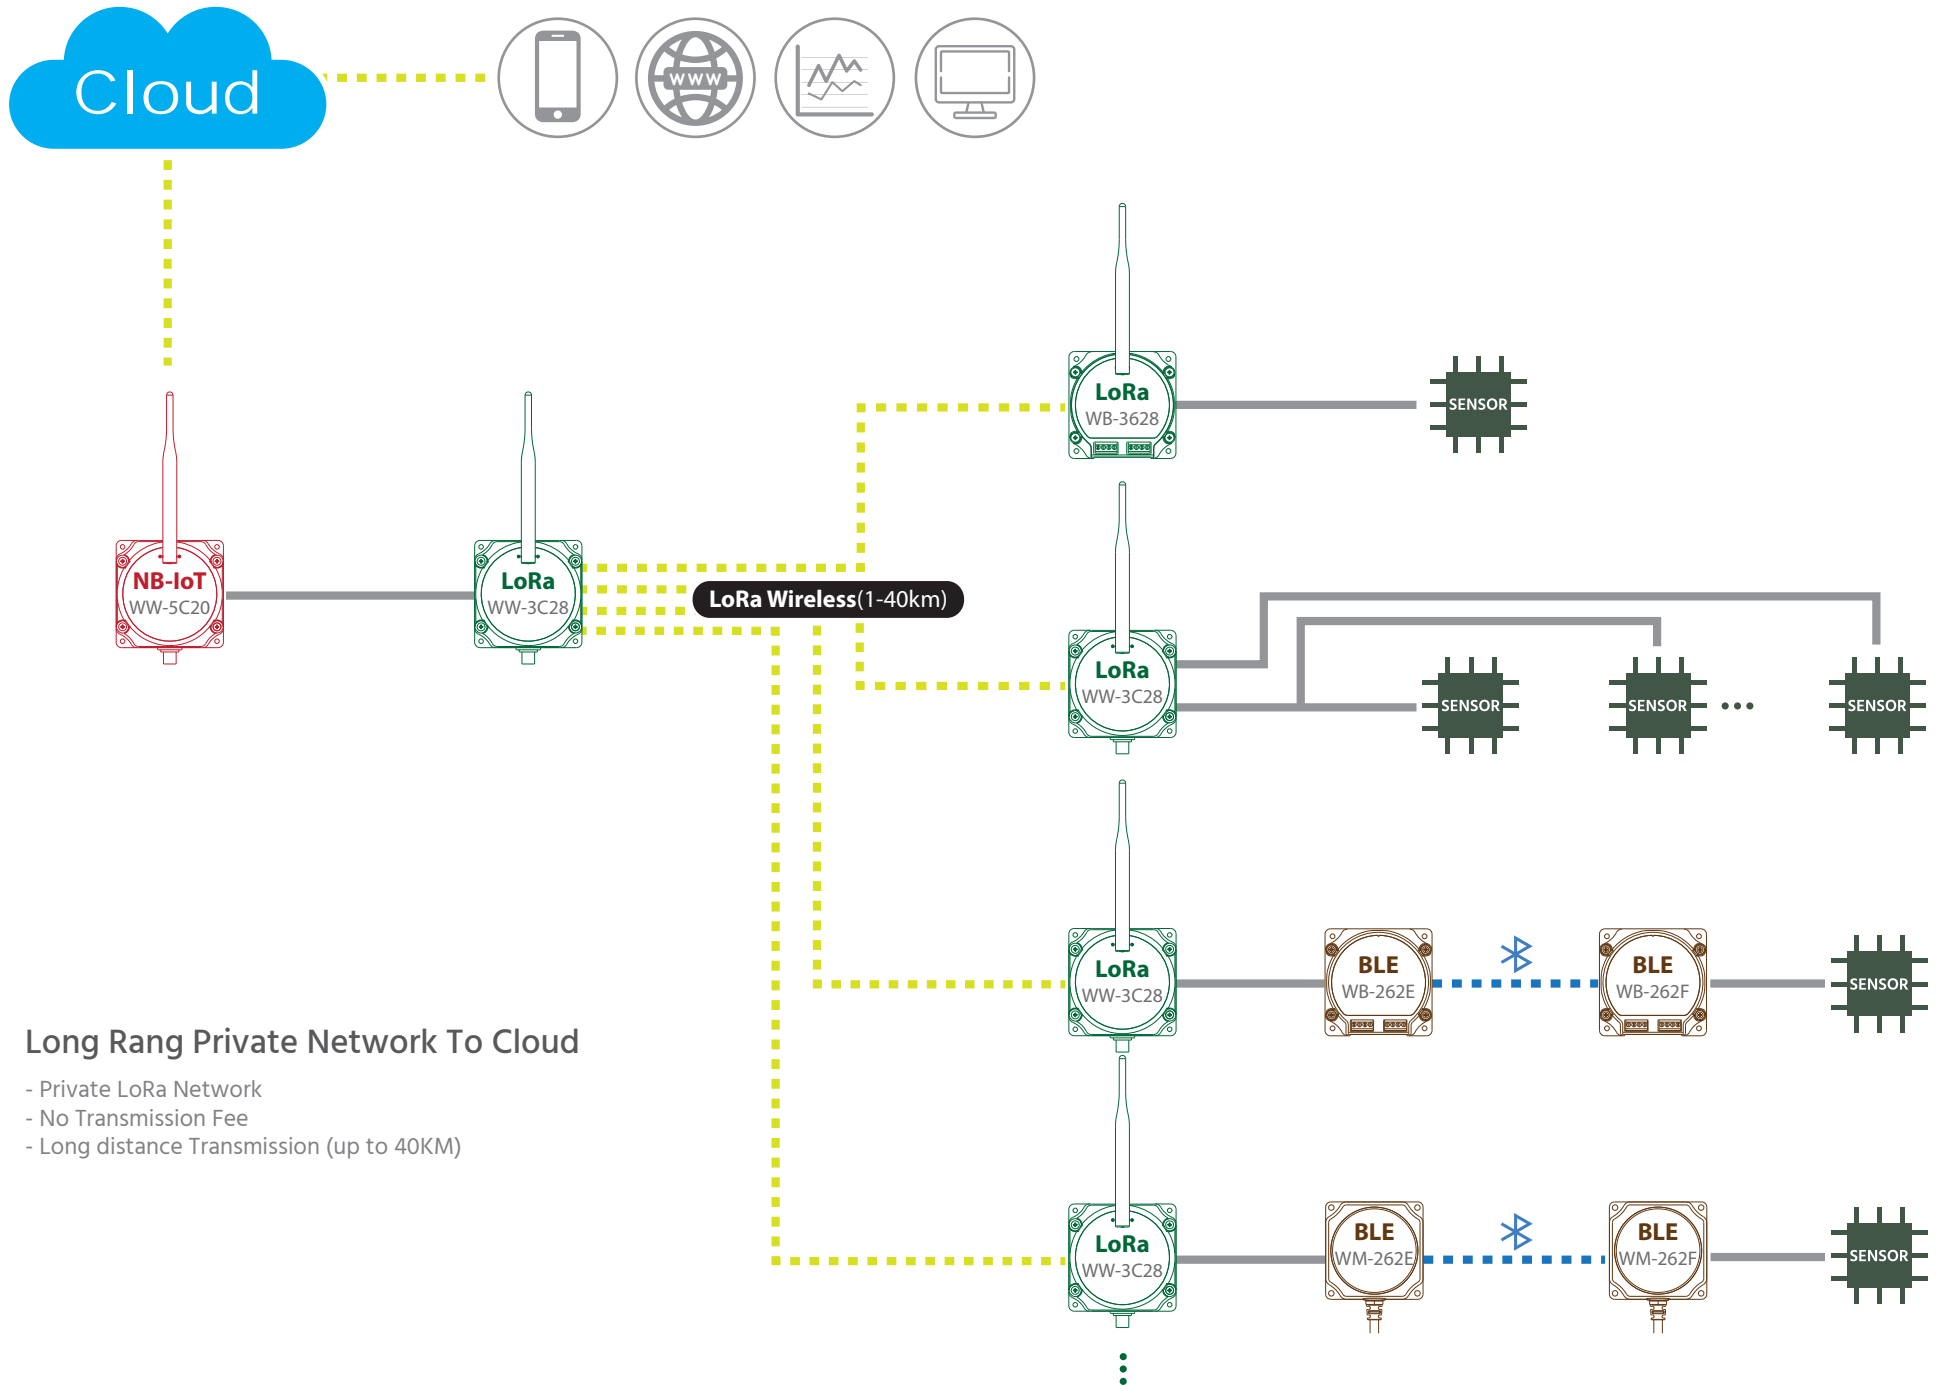 Cloud
WWW
LoRa
WB-3628
SENSOR
NB-IoT
WW-5C20
LoRa
WW-3C28
LoRa Wireless(1-40km)
LoRa
WW-3C28
SENSOR
SENSOR
SENSOR
LoRa
WW-3C28
BLE
WB-262E
BLE
WB-262F
SENSOR
Long Rang Private Network To Cloud
- Private LoRa Network
- No Transmission Fee
- Long distance Transmission (up to 40KM)
LoRa
WW-3C28
BLE
WM-262E
BLE
WM-262F
SENSOR